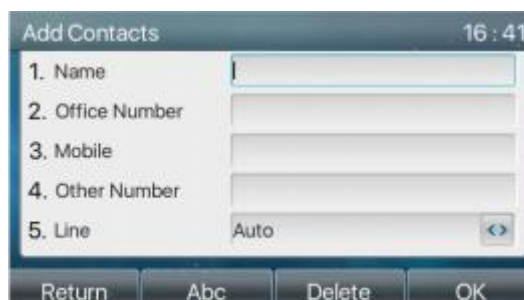 Add Contacts 16:41
1. Name
2. Office Number
3. Mobile
4. Other Number
5. Line Auto <>
Return Abc Delete OK